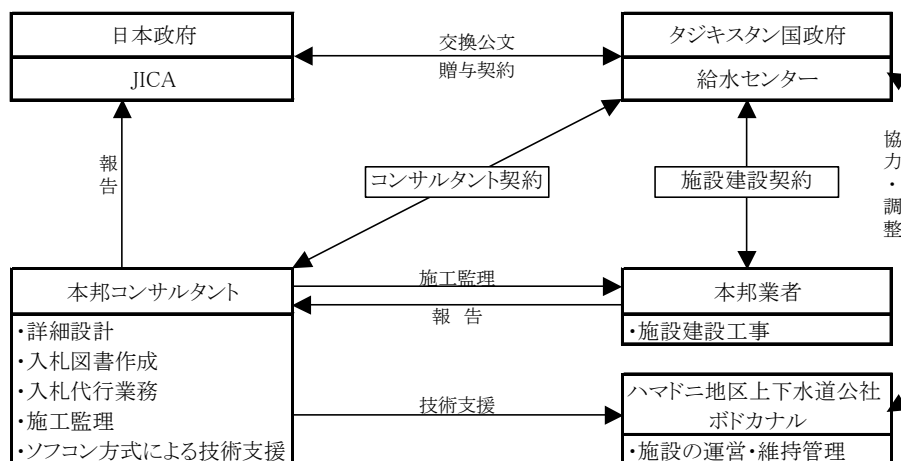 日本政府
JICA
交換公文
贈与契約
タジキスタン国政府
給水センター
報告
コンサルタント契約
施設建設契約
協力・調整
本邦コンサルタント
・詳細設計
・入札図書作成
・入札代行業務
・施工監理
・ソフコン方式による技術支援
施工監理
報 告
本邦業者
・施設建設工事
技術支援
ハマドニ地区上下水道公社
ボドカナル
・施設の運営・維持管理